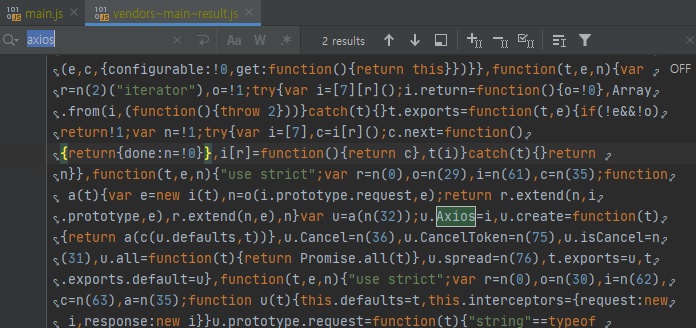 main.js
vendors~main~result.js
axios
Aa
W
.*
2 results
(e,c,{configurable:!0,get:function(){return this}})}},function(t,e,n){var
OFF
r=n(2)("iterator"),o=!1;try{var i=[7][r]();i.return=function(){o=!0},Array
.from(i,(function(){throw 2}))}catch(t){}t.exports=function(t,e){if(!e&&!o)
return!1;var n=!1;try{var i=[7],c=i[r]();c.next=function()
{return{done:n=!0}},i[r]=function(){return c},t(i)}catch(t){}return
n}},function(t,e,n){"use strict";var r=n(0),o=n(29),i=n(61),c=n(35);function
a(t){var e=new i(t),n=o(i.prototype.request,e);return r.extend(n,i
.prototype,e),r.extend(n,e),n}var u=a(n(32));u.Axios=i,u.create=function(t)
{return a(c(u.defaults,t))},u.Cancel=n(36),u.CancelToken=n(75),u.isCancel=n
(31),u.all=function(t){return Promise.all(t)},u.spread=n(76),t.exports=u,t
.exports.default=u},function(t,e,n){"use strict";var r=n(0),o=n(30),i=n(62),
c=n(63),a=n(35);function u(t){this.defaults=t,this.interceptors={request:new
i,response:new i}}u.prototype.request=function(t){"string"==typeof